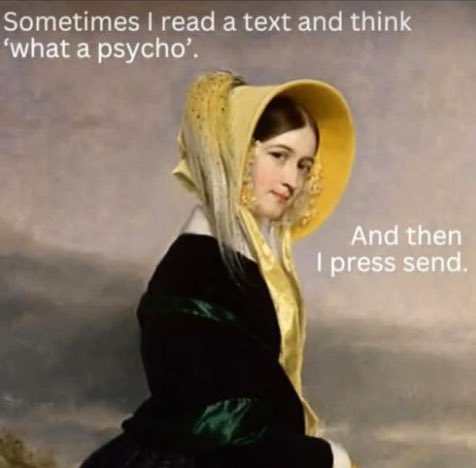 Sometimes I read a text and think
‘what a psycho’.
And then
I press send.